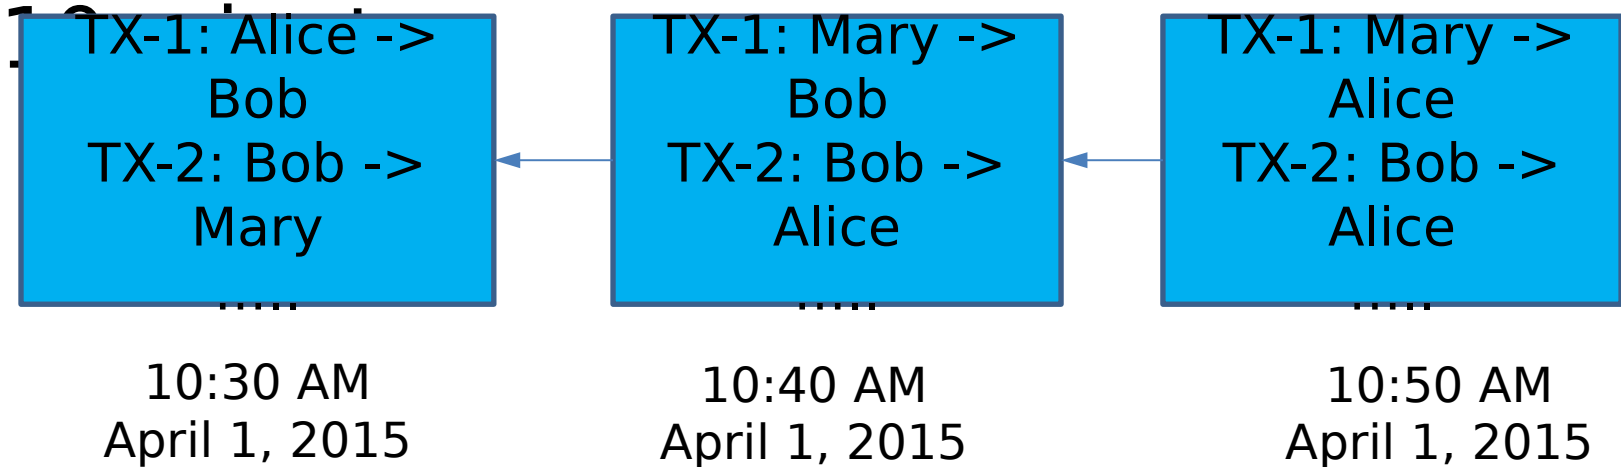 TX-1: Alice ->
Bob
TX-2: Bob ->
Mary
TX-1: Mary ->
Bob
TX-2: Bob ->
Alice
TX-1: Mary ->
Alice
TX-2: Bob ->
Alice
10:30 AM
April 1, 2015
10:40 AM
April 1, 2015
10:50 AM
April 1, 2015